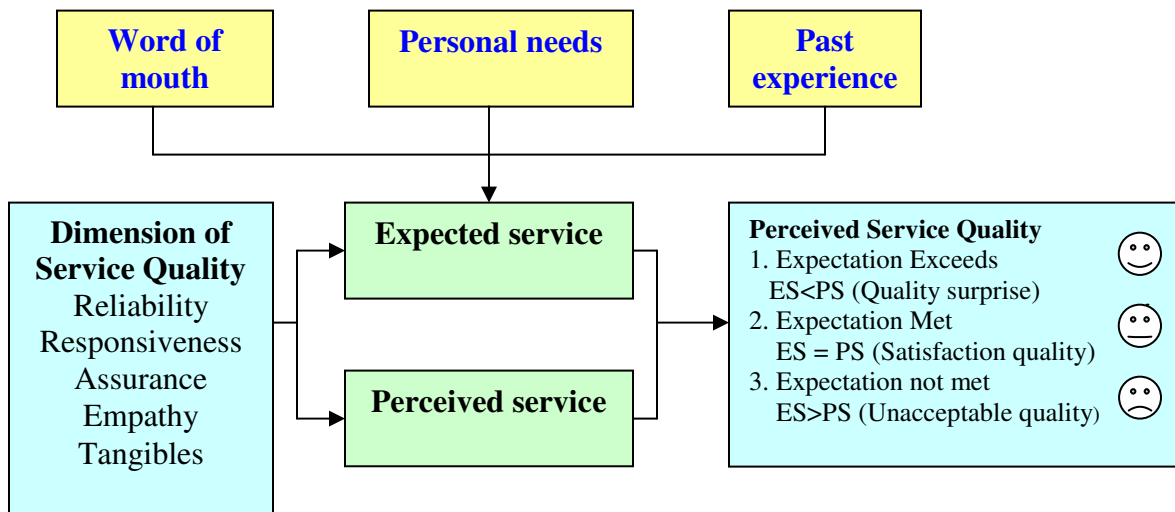 Word of
mouth
Personal needs
Past
experience
Dimension of
Service Quality
Reliability
Responsiveness
Assurance
Empathy
Tangibles
Expected service
Perceived service
Perceived Service Quality
1. Expectation Exceeds
ES<PS (Quality surprise)
2. Expectation Met
ES = PS (Satisfaction quality)
3. Expectation not met
ES>PS (Unacceptable quality)